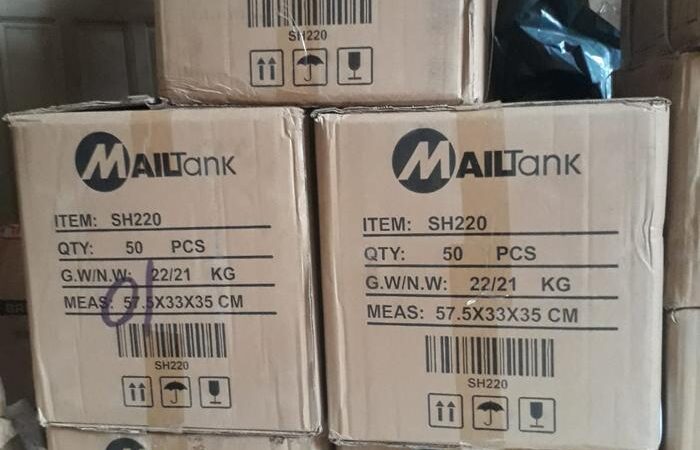 SH220
MAILTank
ITEM: SH220
QTY: 50 PCS
G.W/N.W: 22/21 KG
MEAS: 57.5X33X35 CM
01
SH220
MAILTank
ITEM: SH220
QTY: 50 PCS
G.W/N.W: 22/21 KG
MEAS: 57.5X33X35 CM
SH220